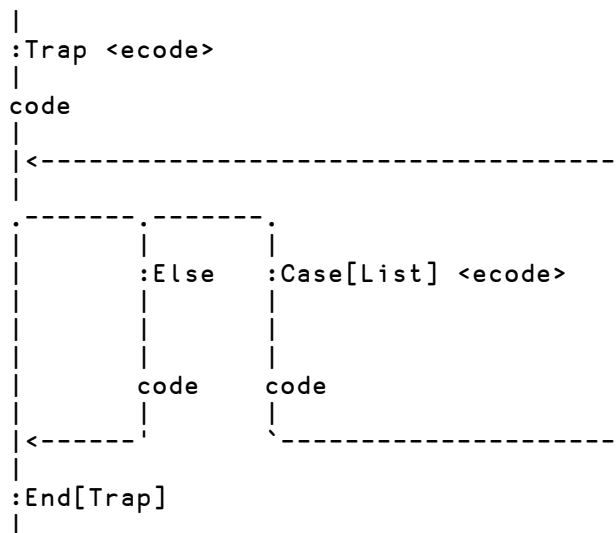 :Trap <ecode>
code
:Else :Case[List] <ecode>
code code
:End[Trap]